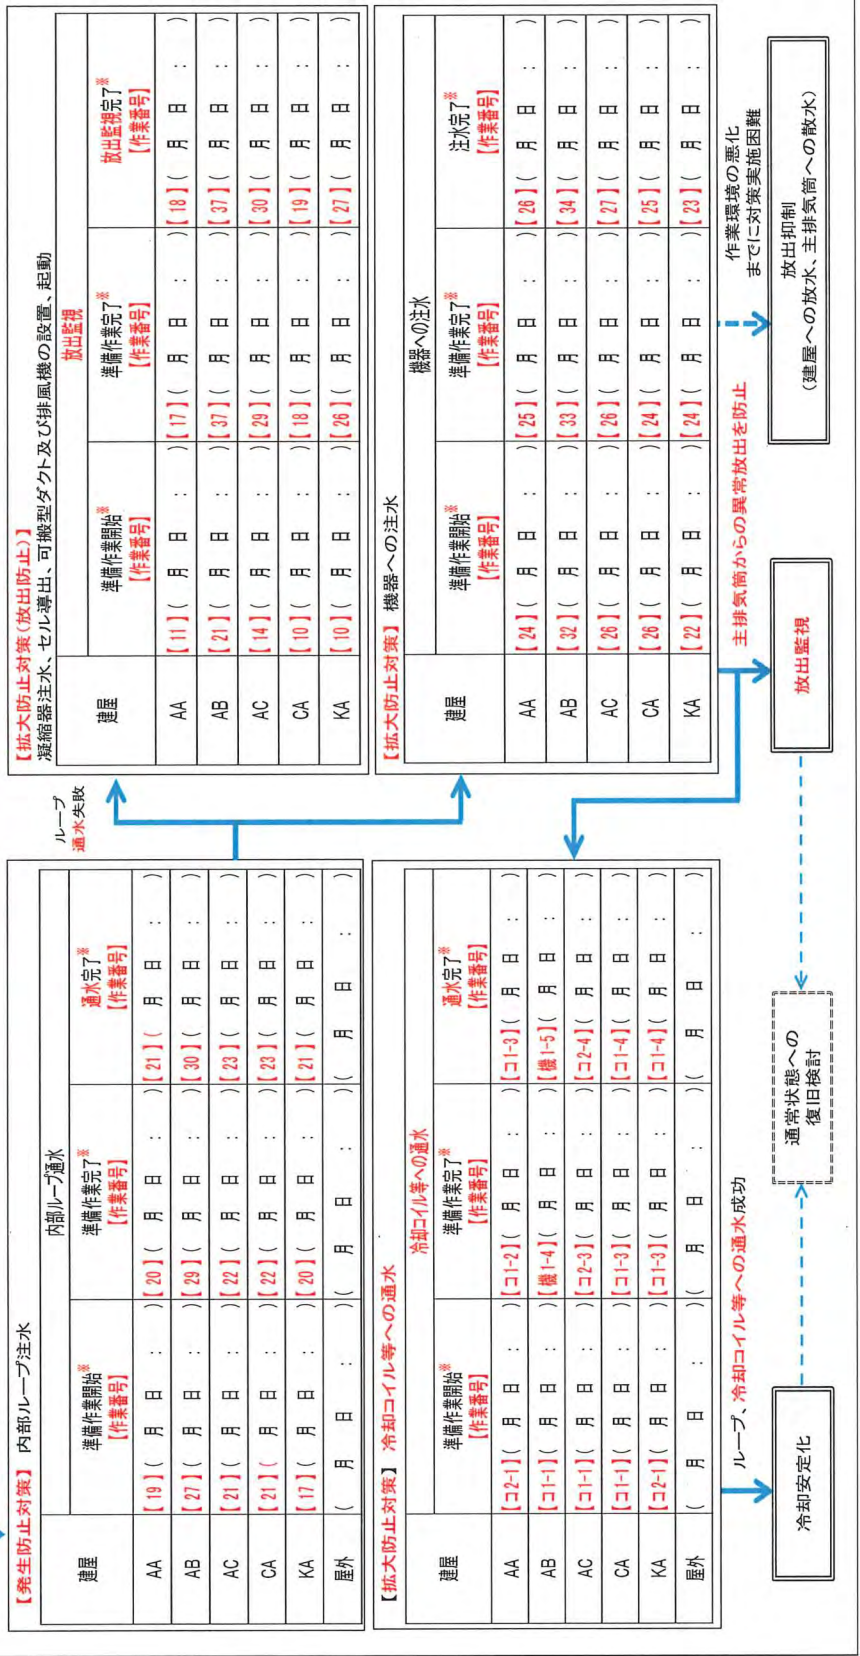 【発生防止対策】 内部ループ注水
建屋 内部ループ通水
準備作業開始※ 準備作業完了※ 通水完了※
【作業番号】 【作業番号】 【作業番号】
AA 【19】( 月 日 : ) 【20】( 月 日 : ) 【21】( 月 日 : )
AB 【27】( 月 日 : ) 【29】( 月 日 : ) 【30】( 月 日 : )
AC 【21】( 月 日 : ) 【22】( 月 日 : ) 【23】( 月 日 : )
CA 【21】( 月 日 : ) 【22】( 月 日 : ) 【23】( 月 日 : )
KA 【17】( 月 日 : ) 【20】( 月 日 : ) 【21】( 月 日 : )
屋外 ( 月 日 : ) ( 月 日 : ) ( 月 日 : )
ループ
通水失敗
【拡大防止対策(放出防止)】
凝縮器注水、セル導出、可搬型ダクト及び排風機の設置、起動
建屋 放出監視
準備作業開始※ 準備作業完了※ 放出監視完了※
【作業番号】 【作業番号】 【作業番号】
AA 【11】( 月 日 : ) 【17】( 月 日 : ) 【18】( 月 日 : )
AB 【21】( 月 日 : ) 【37】( 月 日 : ) 【37】( 月 日 : )
AC 【14】( 月 日 : ) 【29】( 月 日 : ) 【30】( 月 日 : )
CA 【10】( 月 日 : ) 【18】( 月 日 : ) 【19】( 月 日 : )
KA 【10】( 月 日 : ) 【26】( 月 日 : ) 【27】( 月 日 : )
【拡大防止対策】 冷却コイル等への通水
建屋 冷却コイル等への通水
準備作業開始※ 準備作業完了※ 通水完了※
【作業番号】 【作業番号】 【作業番号】
AA 【コ2-1】( 月 日 : ) 【コ1-2】( 月 日 : ) 【コ1-3】( 月 日 : )
AB 【コ1-1】( 月 日 : ) 【機1-4】( 月 日 : ) 【機1-5】( 月 日 : )
AC 【コ1-1】( 月 日 : ) 【コ2-3】( 月 日 : ) 【コ2-4】( 月 日 : )
CA 【コ1-1】( 月 日 : ) 【コ1-3】( 月 日 : ) 【コ1-4】( 月 日 : )
KA 【コ2-1】( 月 日 : ) 【コ1-3】( 月 日 : ) 【コ1-4】( 月 日 : )
屋外 ( 月 日 : ) ( 月 日 : ) ( 月 日 : )
【拡大防止対策】 機器への注水
建屋 機器への注水
準備作業開始※ 準備作業完了※ 注水完了※
【作業番号】 【作業番号】 【作業番号】
AA 【24】( 月 日 : ) 【25】( 月 日 : ) 【26】( 月 日 : )
AB 【32】( 月 日 : ) 【33】( 月 日 : ) 【34】( 月 日 : )
AC 【26】( 月 日 : ) 【26】( 月 日 : ) 【27】( 月 日 : )
CA 【26】( 月 日 : ) 【24】( 月 日 : ) 【25】( 月 日 : )
KA 【22】( 月 日 : ) 【24】( 月 日 : ) 【23】( 月 日 : )
ループ、冷却コイル等への通水成功
主排気筒からの異常放出を防止
作業環境の悪化
までに対策実施困難
冷却安定化
通常状態への
復旧検討
放出監視
放出抑制
(建屋への放水、主排気筒への散水)